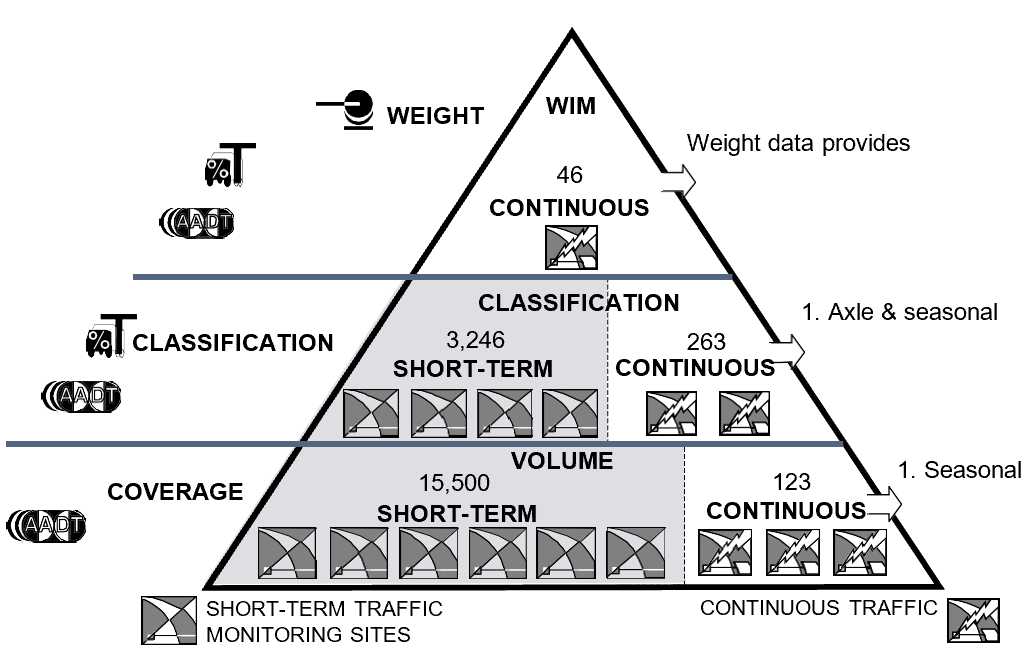 WIM
WEIGHT
Weight data provides
%
AADT
46
CONTINUOUS
CLASSIFICATION
1. Axle & seasonal
% CLASSIFICATION
3,246
263
SHORT-TERM
CONTINUOUS
AADT
VOLUME
1. Seasonal
COVERAGE
15,500
123
SHORT-TERM
CONTINUOUS
AADT
SHORT-TERM TRAFFIC
MONITORING SITES
CONTINUOUS TRAFFIC